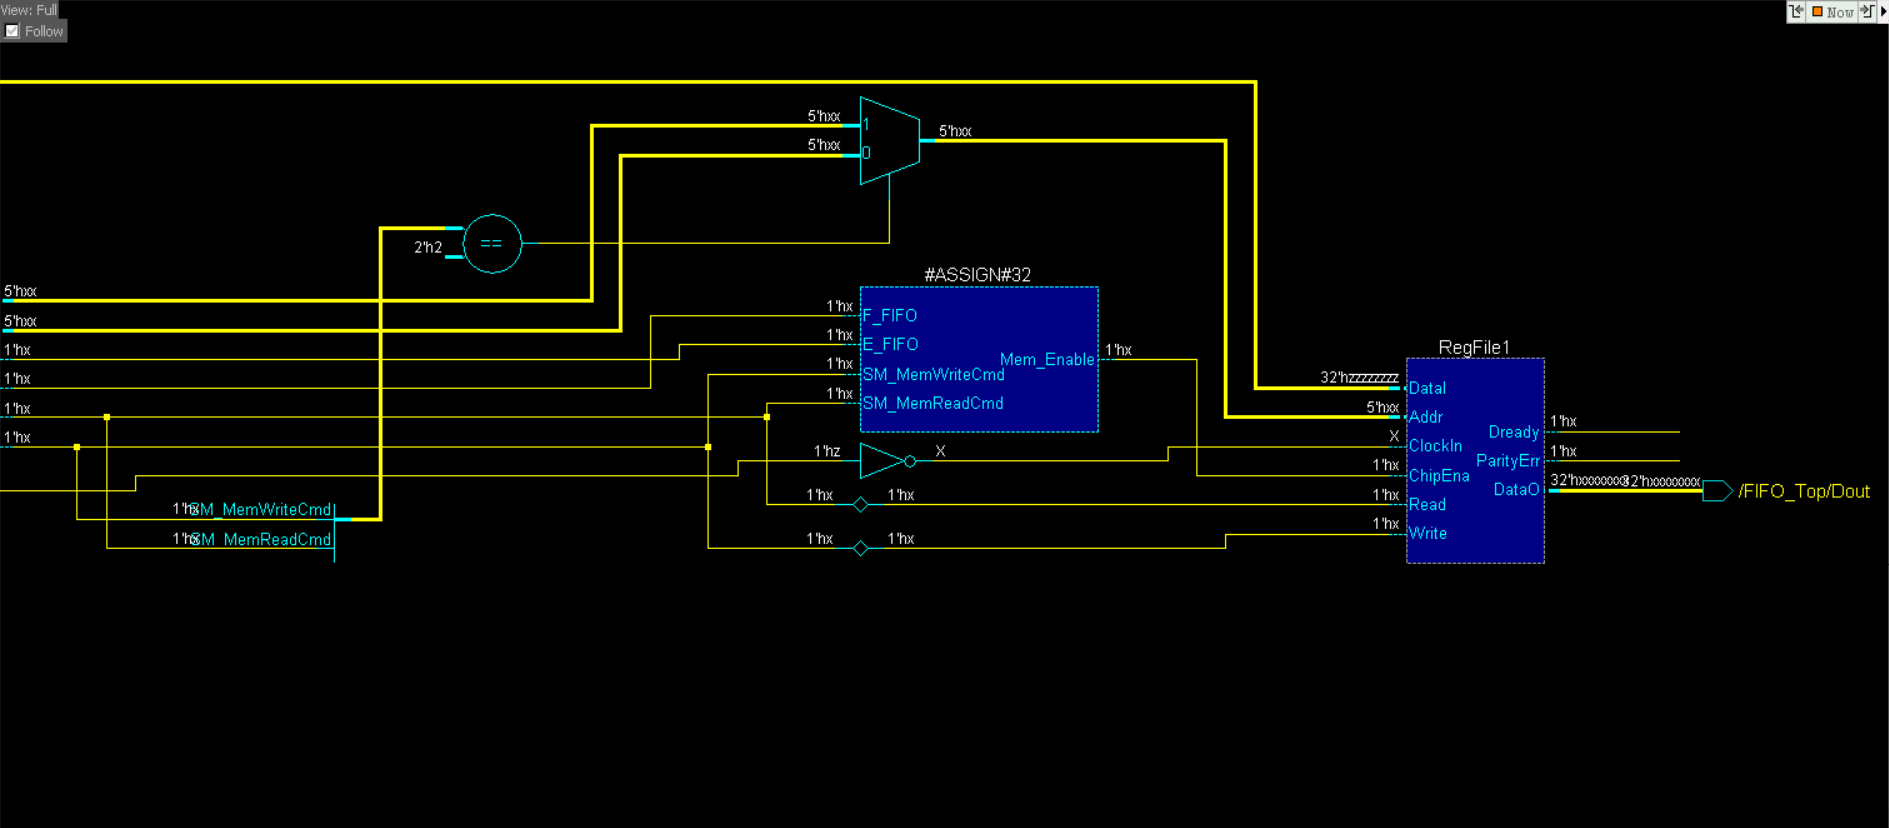 View: Full
Follow
Now
5'hxx
1
5'hxx
5'hxx
0
==
2'h2
#ASSIGN#32
5'hxx
1'hx
F_FIFO
5'hxx
1'hx
E_FIFO
1'hx
Mem_Enable
1'hx
1'hx
SM_MemWriteCmd
1'hx
1'hx
SM_MemReadCmd
1'hx
1'hx
RegFile1
32'hzzzzzzzz
DataI
5'hxx
Addr
X
ClockIn
1'hx
ChipEna
1'hx
Read
1'hx
Write
Dready
1'hx
ParityErr
1'hx
DataO
32'hxxxxxxxx
32'hxxxxxxxx
/FIFO_Top/Dout
1'hz
X
1'hx
1'hx
1'hx
1'hx
1'hx
SM_MemWriteCmd
1'hx
SM_MemReadCmd